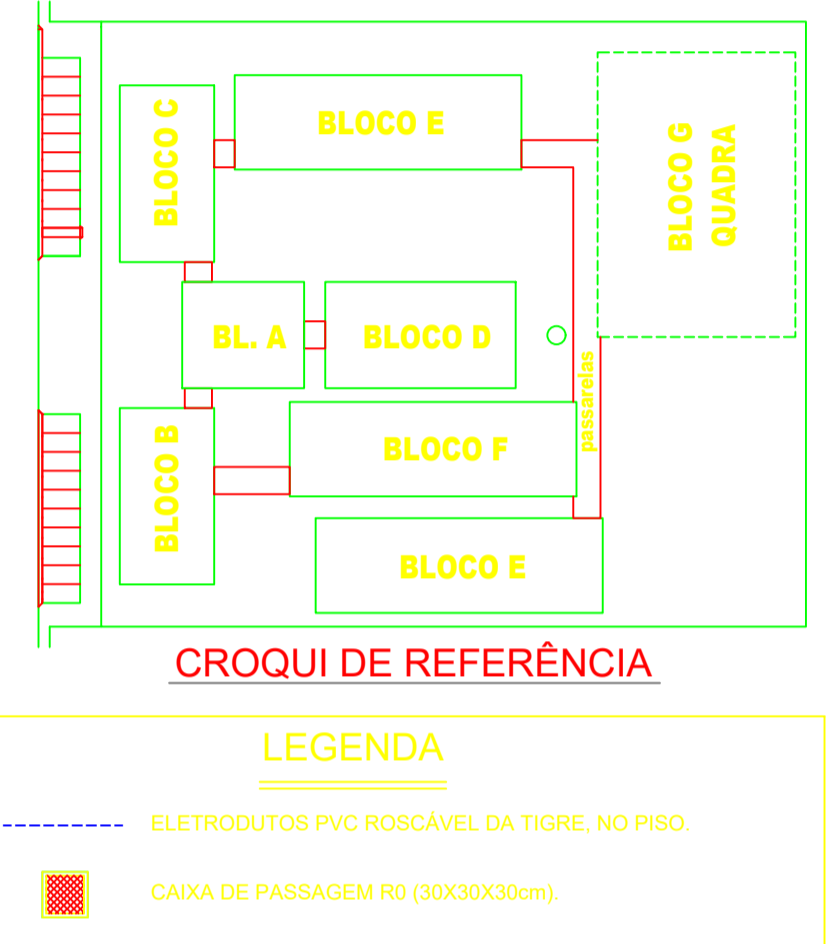 BLOCO C
BLOCO E
BLOCO G
QUADRA
BL. A
BLOCO D
passarelas
BLOCO B
BLOCO F
BLOCO E
CROQUI DE REFERÊNCIA
LEGENDA
ELETRODUTOS PVC ROSCÁVEL DA TIGRE, NO PISO.
CAIXA DE PASSAGEM R0 (30X30X30cm).